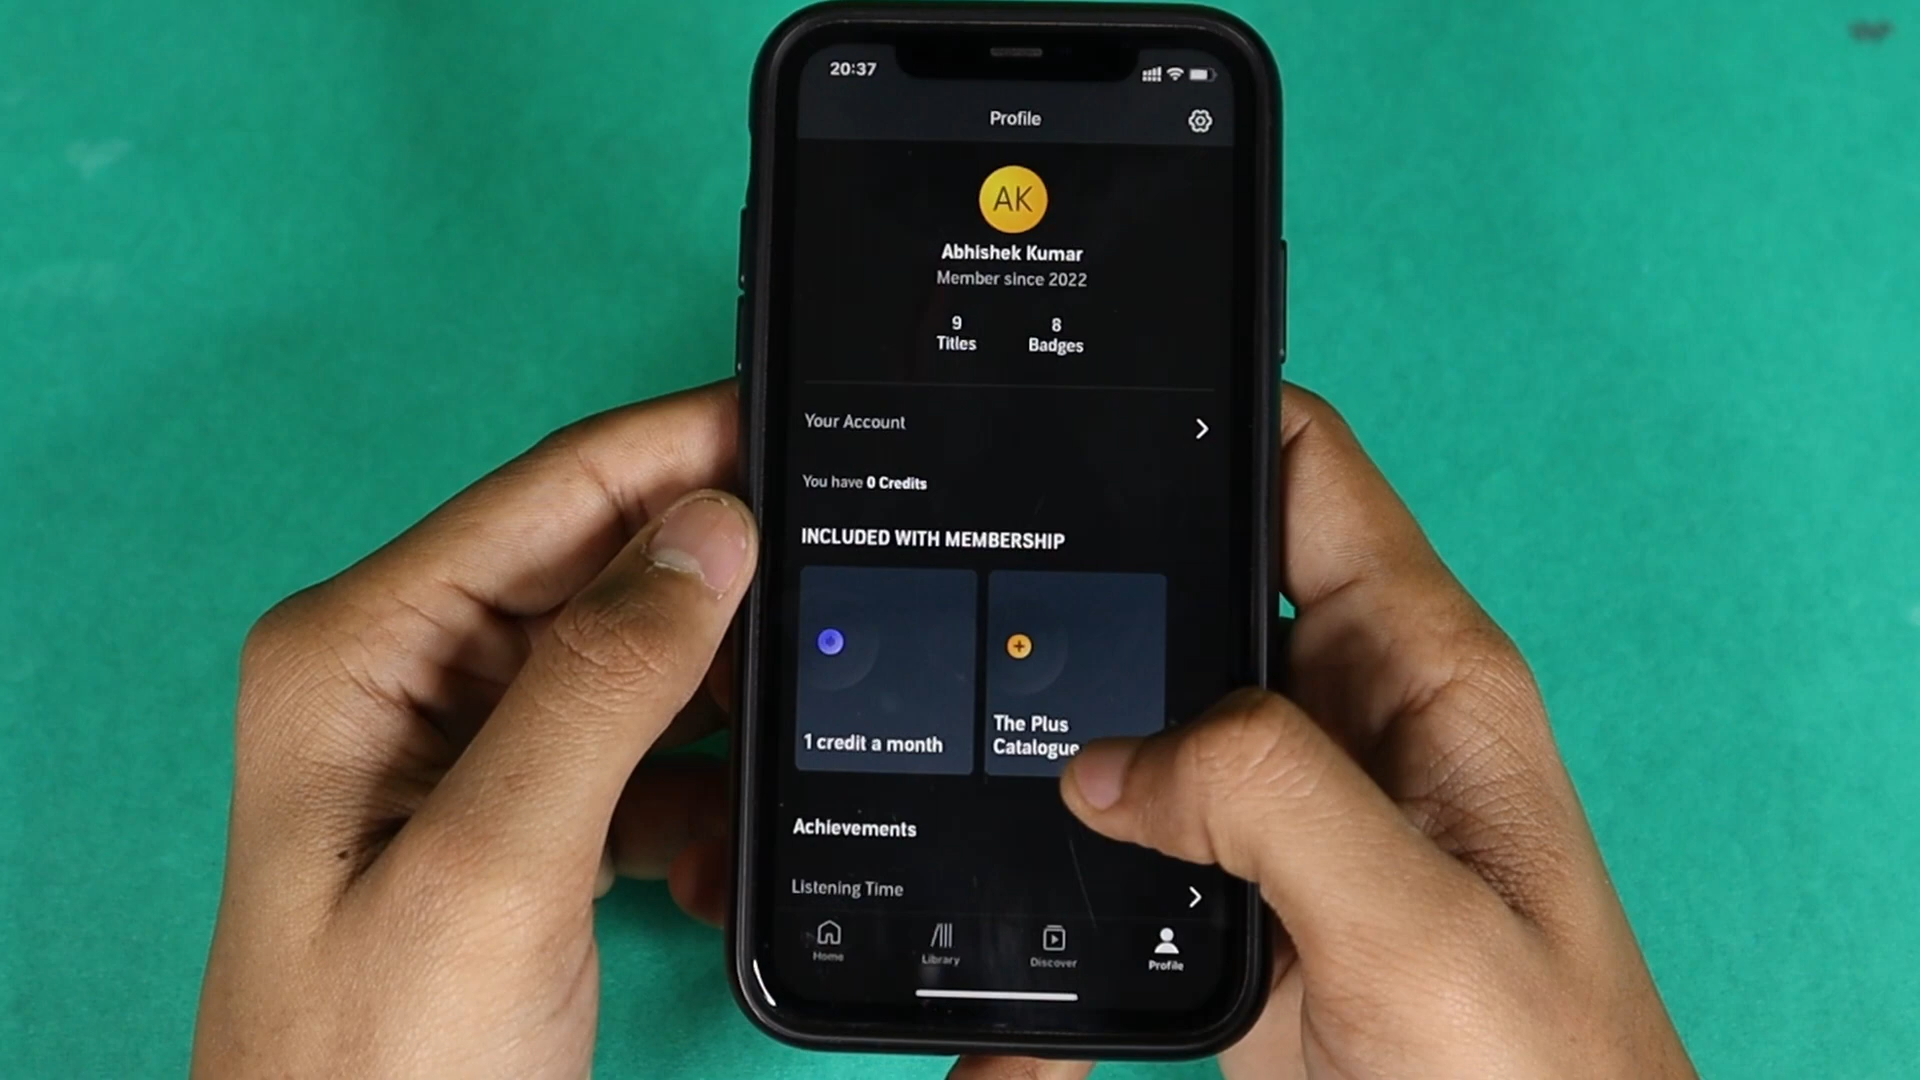 20:37
Profile
AK
Abhishek Kumar
Member since 2022
9 8
Titles Badges
Your Account
You have 0 Credits
INCLUDED WITH MEMBERSHIP
1 credit a month
The Plus
Catalogue
Achievements
Listening Time
Home Library Discover Profile